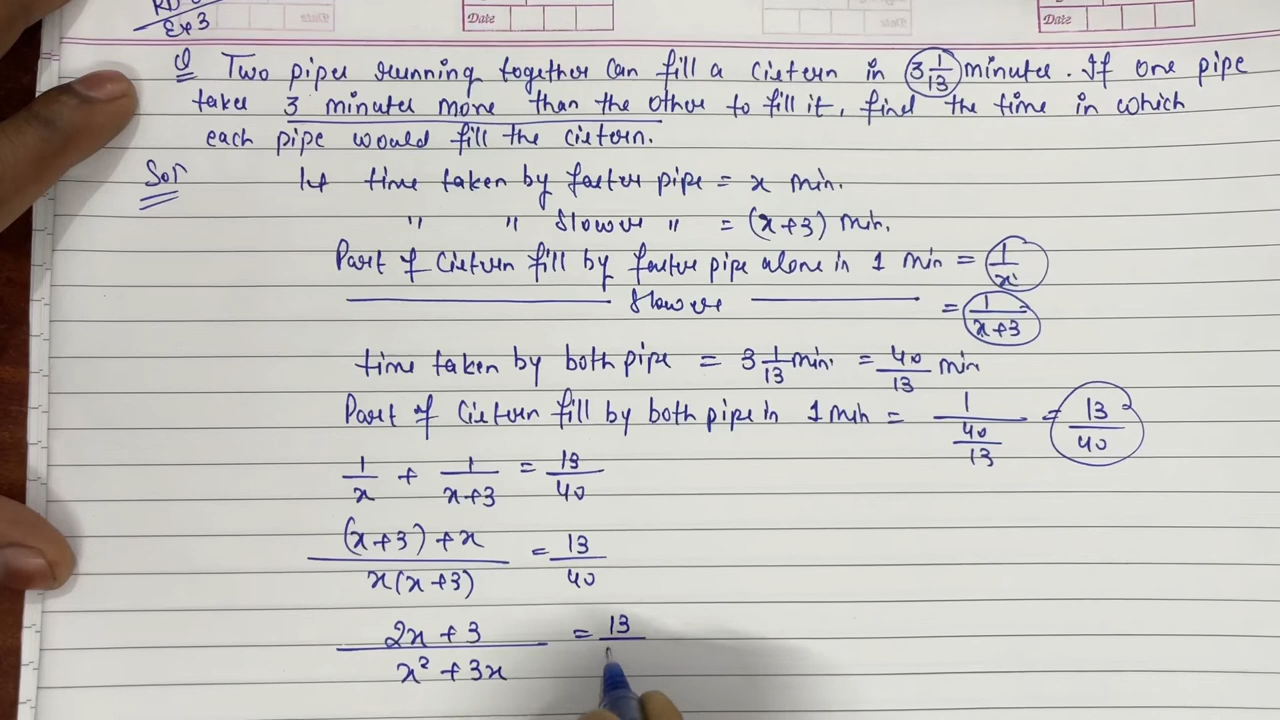 Date
Date
Ex 3
Q Two pipes running together can fill a cistern in 3 1/13 minutes. If one pipe
takes 3 minutes more than the other to fill it, find the time in which
each pipe would fill the cistern.
Sol Let time taken by faster pipe = x min.
" " Slower " = (x+3) min.
Part of Cistern fill by faster pipe alone in 1 min = 1/x
Slower = 1/x+3
time taken by both pipe = 3 1/13 min. = 40/13 min
Part of Cistern fill by both pipe in 1 min = 1/40/13 = 13/40
1/x + 1/x+3 = 13/40
(x+3)+x / x(x+3) = 13/40
2x+3 / x²+3x = 13